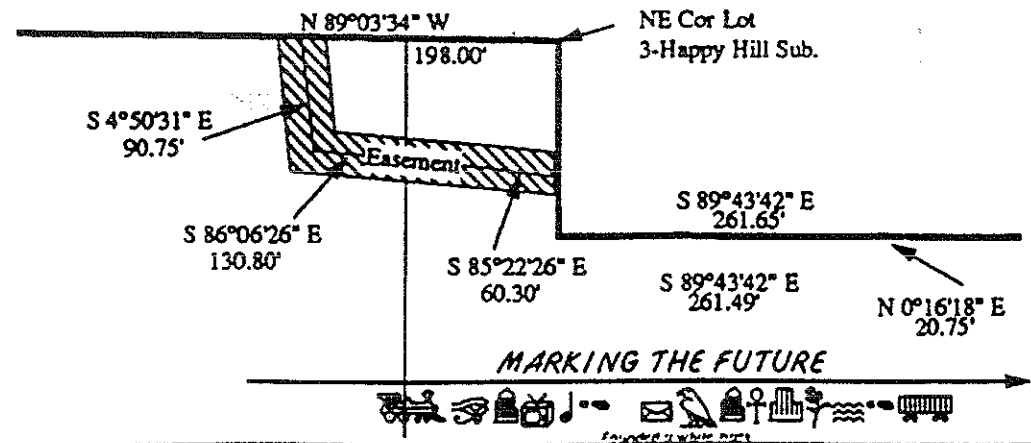 N 89°03'34" W
198.00'
NE Cor Lot
3-Happy Hill Sub.
S 4°50'31" E
90.75'
Easement
S 86°06'26" E
130.80'
S 85°22'26" E
60.30'
S 89°43'42" E
261.65'
S 89°43'42" E
261.49'
N 0°16'18" E
20.75'
MARKING THE FUTURE